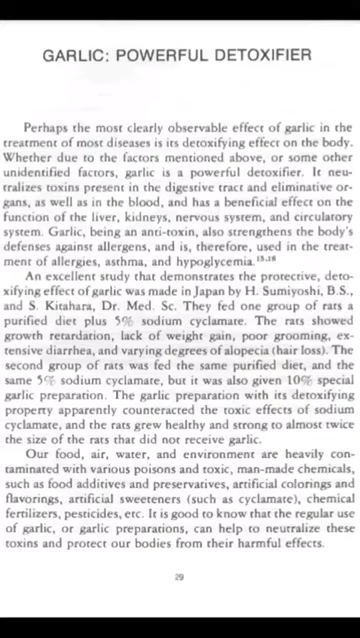 GARLIC: POWERFUL DETOXIFIER
Perhaps the most clearly observable effect of garlic in the
treatment of most diseases is its detoxifying effect on the body.
Whether due to the factors mentioned above, or some other
unidentified factors, garlic is a powerful detoxifier. It neu-
tralizes toxins present in the digestive tract and eliminative or-
gans, as well as in the blood, and has a beneficial effect on the
function of the liver, kidneys, nervous system, and circulatory
system. Garlic, being an anti-toxin, also strengthens the body's
defenses against allergens, and is, therefore, used in the treat-
ment of allergies, asthma, and hypoglycemia.15,16
An excellent study that demonstrates the protective, deto-
xifying effect of garlic was made in Japan by H. Sumiyoshi, B.S.,
and S. Kitahara, Dr. Med. Sc. They fed one group of rats a
purified diet plus 5% sodium cyclamate. The rats showed
growth retardation, lack of weight gain, poor grooming, ex-
tensive diarrhea, and varying degrees of alopecia (hair loss). The
second group of rats was fed the same purified diet, and the
same 5% sodium cyclamate, but it was also given 10% special
garlic preparation. The garlic preparation with its detoxifying
property apparently counteracted the toxic effects of sodium
cyclamate, and the rats grew healthy and strong to almost twice
the size of the rats that did not receive garlic.
Our food, air, water, and environment are heavily con-
taminated with various poisons and toxic, man-made chemicals,
such as food additives and preservatives, artificial colorings and
flavorings, artificial sweeteners (such as cyclamate), chemical
fertilizers, pesticides, etc. It is good to know that the regular use
of garlic, or garlic preparations, can help to neutralize these
toxins and protect our bodies from their harmful effects.
29